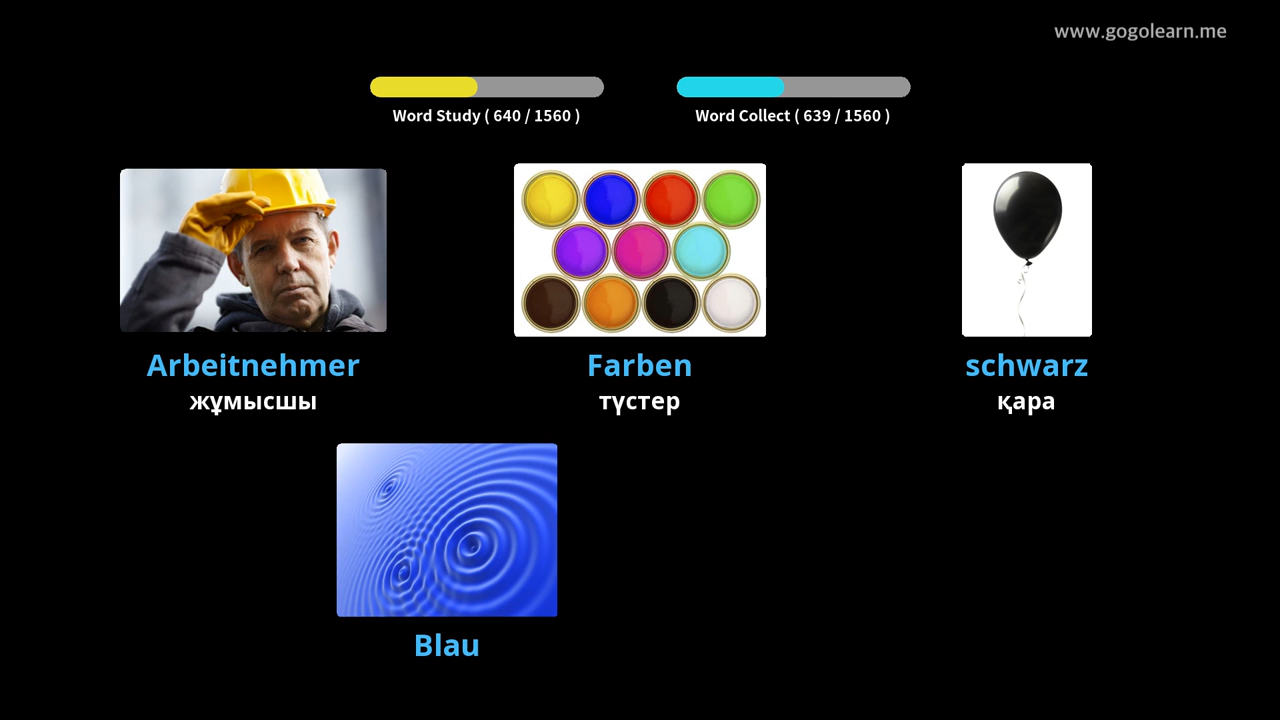 www.gogolearn.me
Word Study ( 640 / 1560 )
Word Collect ( 639 / 1560 )
Arbeitnehmer
жұмысшы
Farben
түстер
schwarz
қара
Blau